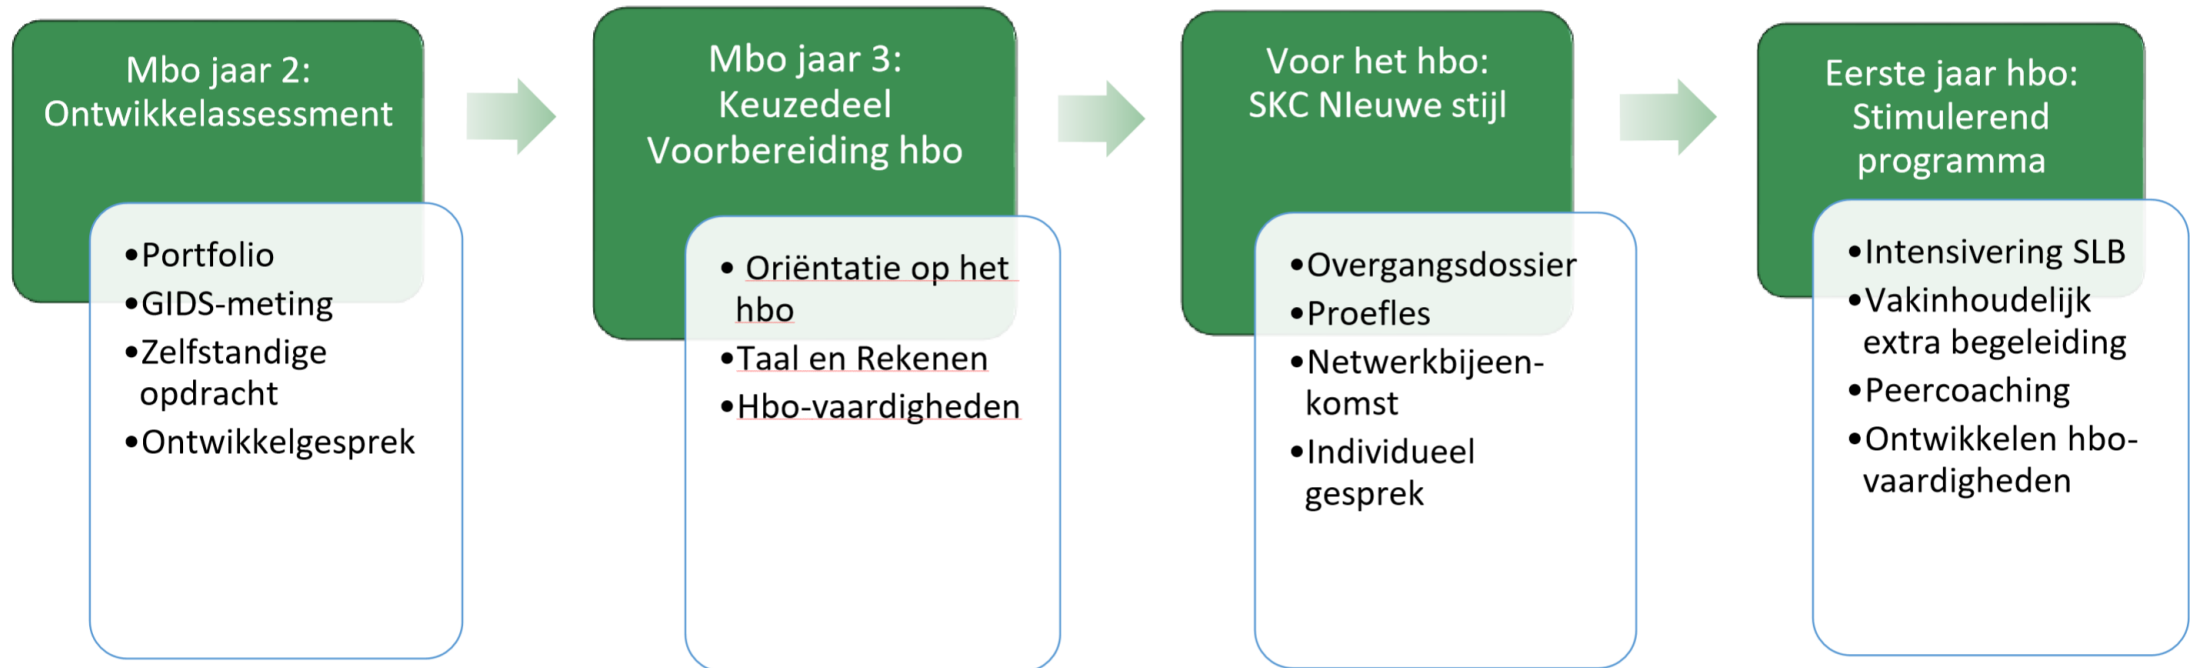 Mbo jaar 2:
Ontwikkelassessment
•Portfolio
•GIDS-meting
•Zelfstandige
opdracht
•Ontwikkelgesprek
Mbo jaar 3:
Keuzedeel
Voorbereiding hbo
• Oriëntatie op het
hbo
•Taal en Rekenen
•Hbo-vaardigheden
Voor het hbo:
SKC NIeuwe stijl
•Overgangsdossier
•Proefles
•Netwerkbijeen-
komst
•Individueel
gesprek
Eerste jaar hbo:
Stimulerend
programma
•Intensivering SLB
•Vakinhoudelijk
extra begeleiding
•Peercoaching
•Ontwikkelen hbo-
vaardigheden